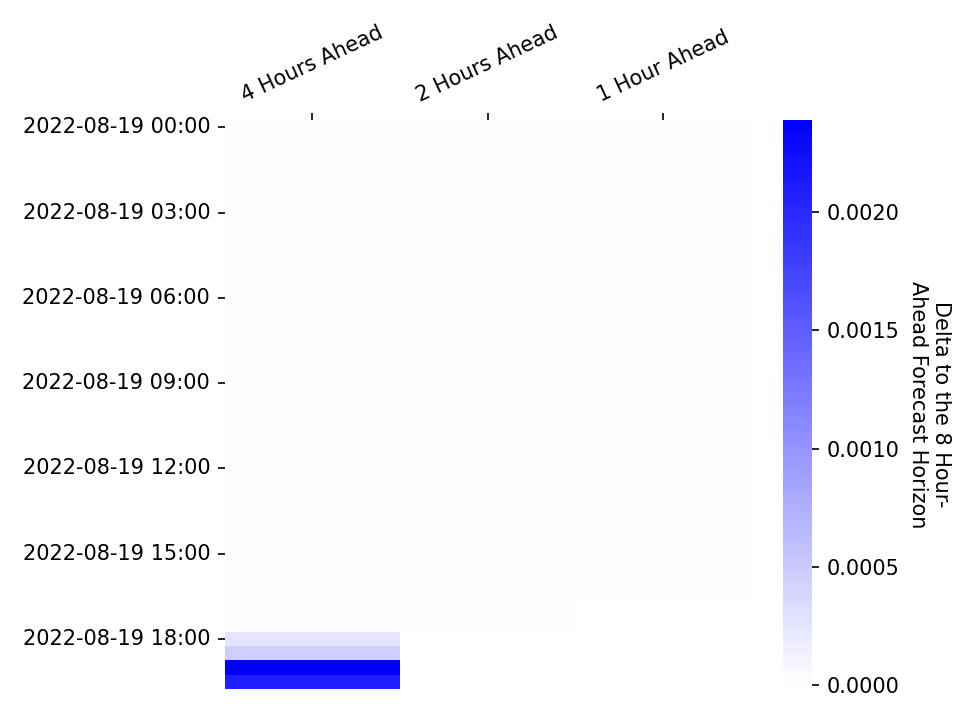 4 Hours Ahead
2 Hours Ahead
1 Hour Ahead
2022-08-19 00:00
2022-08-19 03:00
2022-08-19 06:00
2022-08-19 09:00
2022-08-19 12:00
2022-08-19 15:00
2022-08-19 18:00
0.0020
0.0015
0.0010
0.0005
0.0000
Delta to the 8 Hour-
Ahead Forecast Horizon